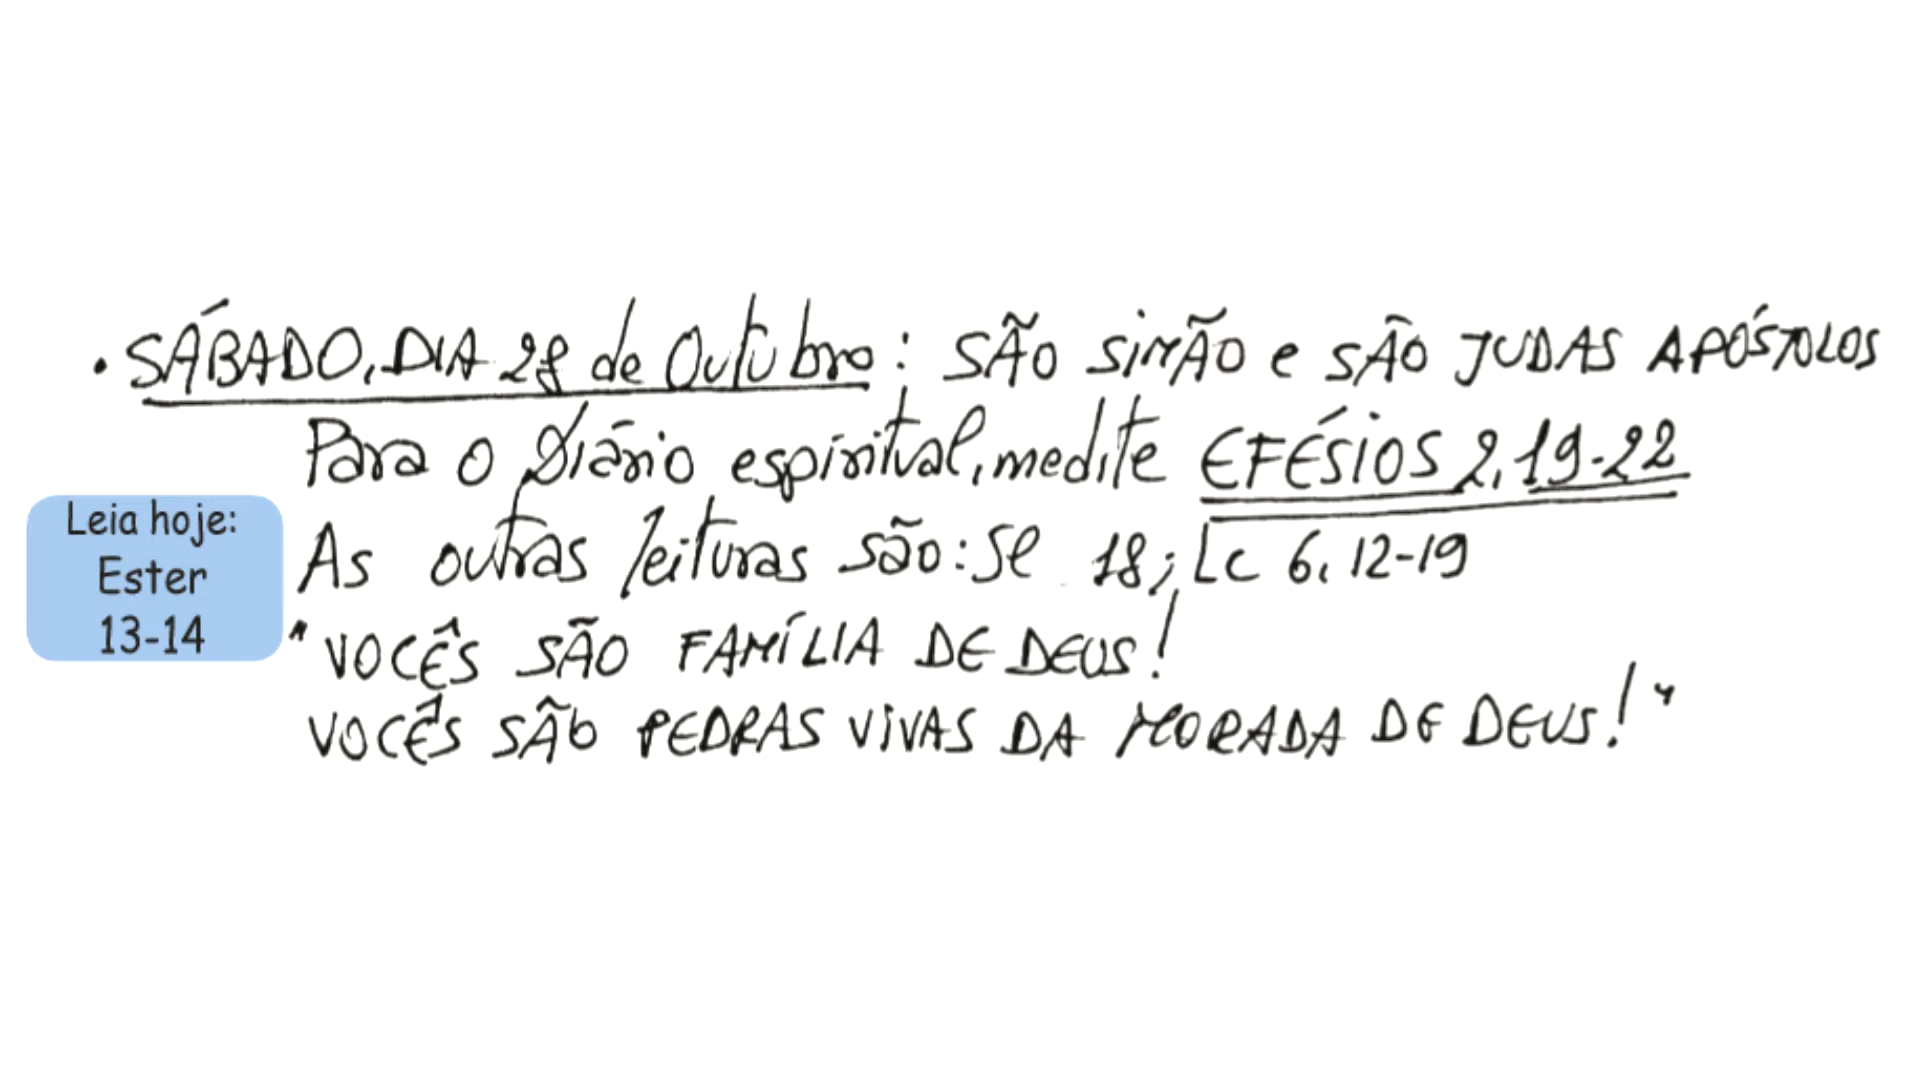 • SÁBADO, DIA 28 de Outubro: SÃO SIMÃO e SÃO JUDAS APÓSTOLOS
Para o Diário espiritual, medite EFÉSIOS 2,19-22
As outras leituras são: Sl 18; Lc 6,12-19
"VOCÊS SÃO FAMÍLIA DE DEUS!
VOCÊS SÃO PEDRAS VIVAS DA MORADA DE DEUS!"
Leia hoje:
Ester
13-14